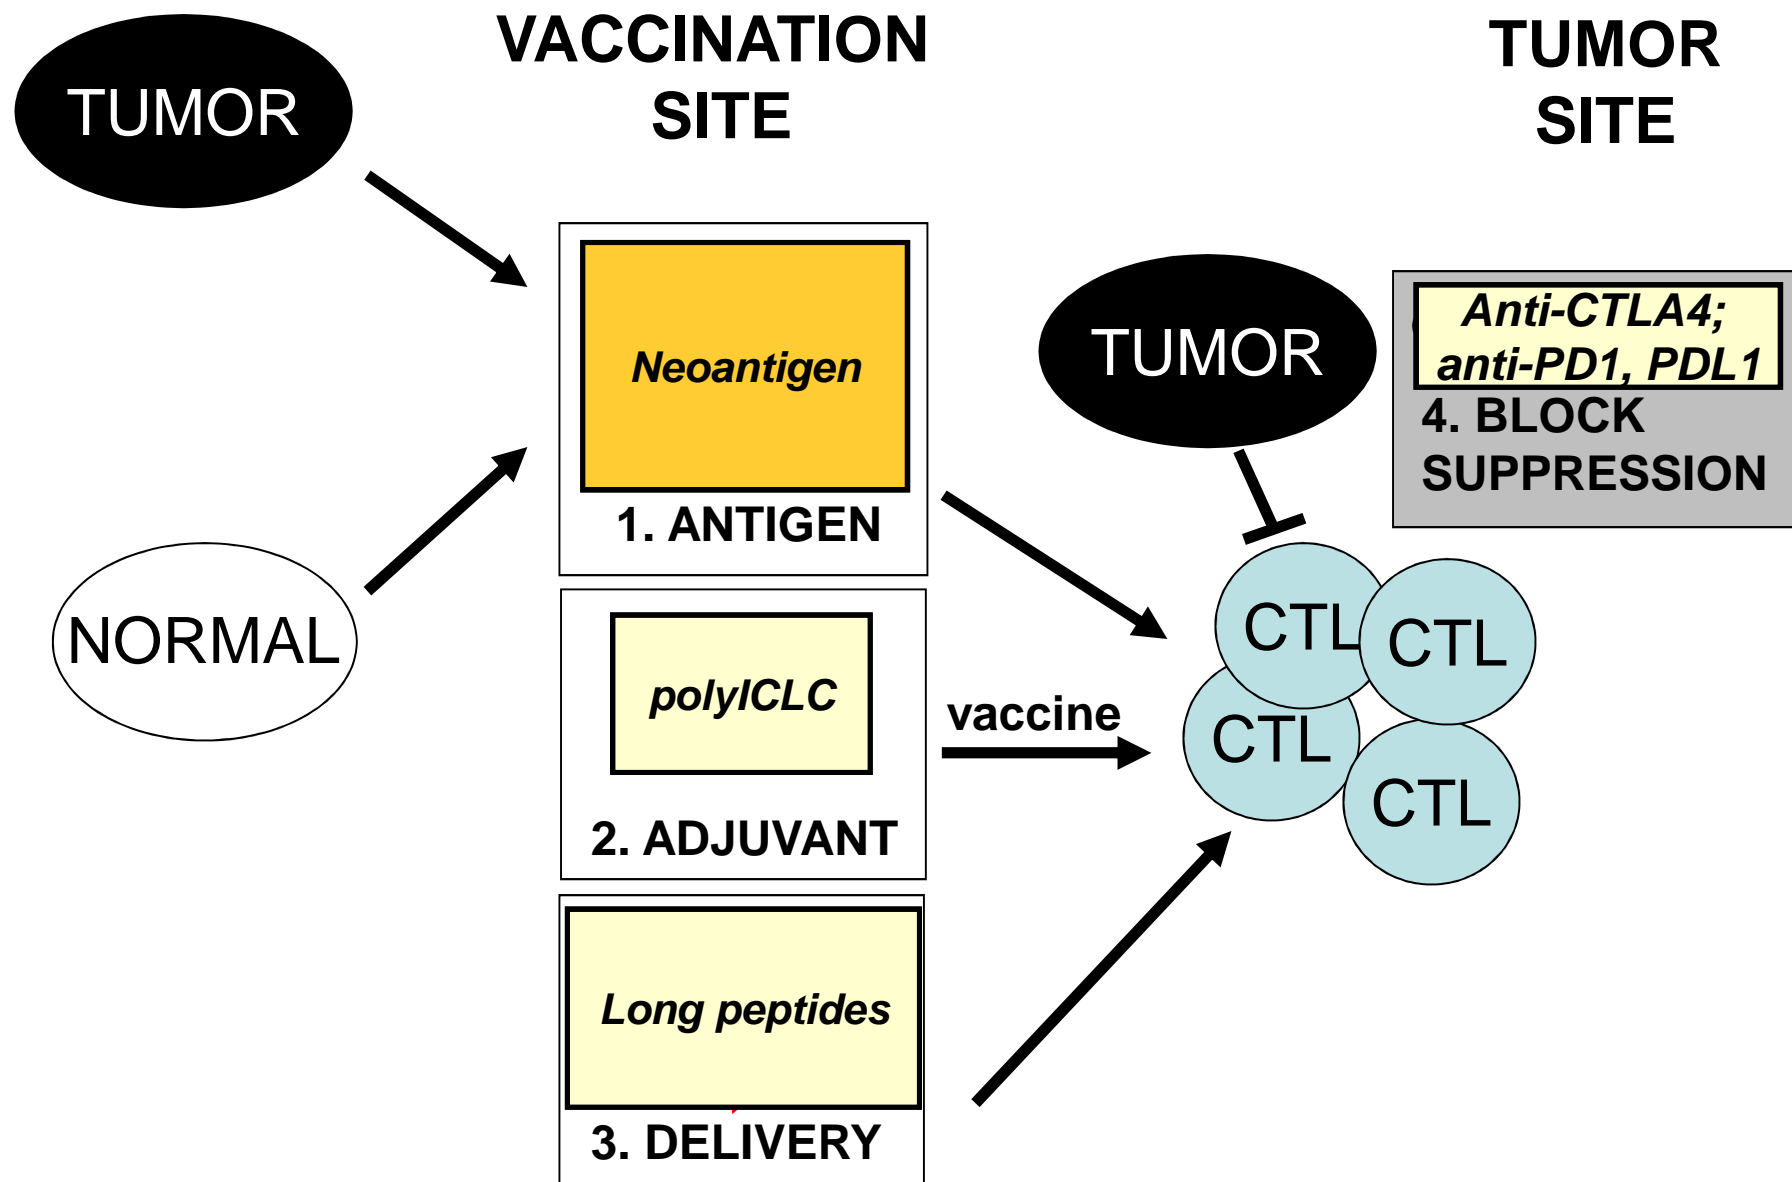 VACCINATION
SITE
TUMOR
SITE
TUMOR
NORMAL
Neoantigen
1. ANTIGEN
polyICLC
2. ADJUVANT
Long peptides
3. DELIVERY
vaccine
TUMOR
Anti-CTLA4;
anti-PD1, PDL1
4. BLOCK
SUPPRESSION
CTL
CTL
CTL
CTL